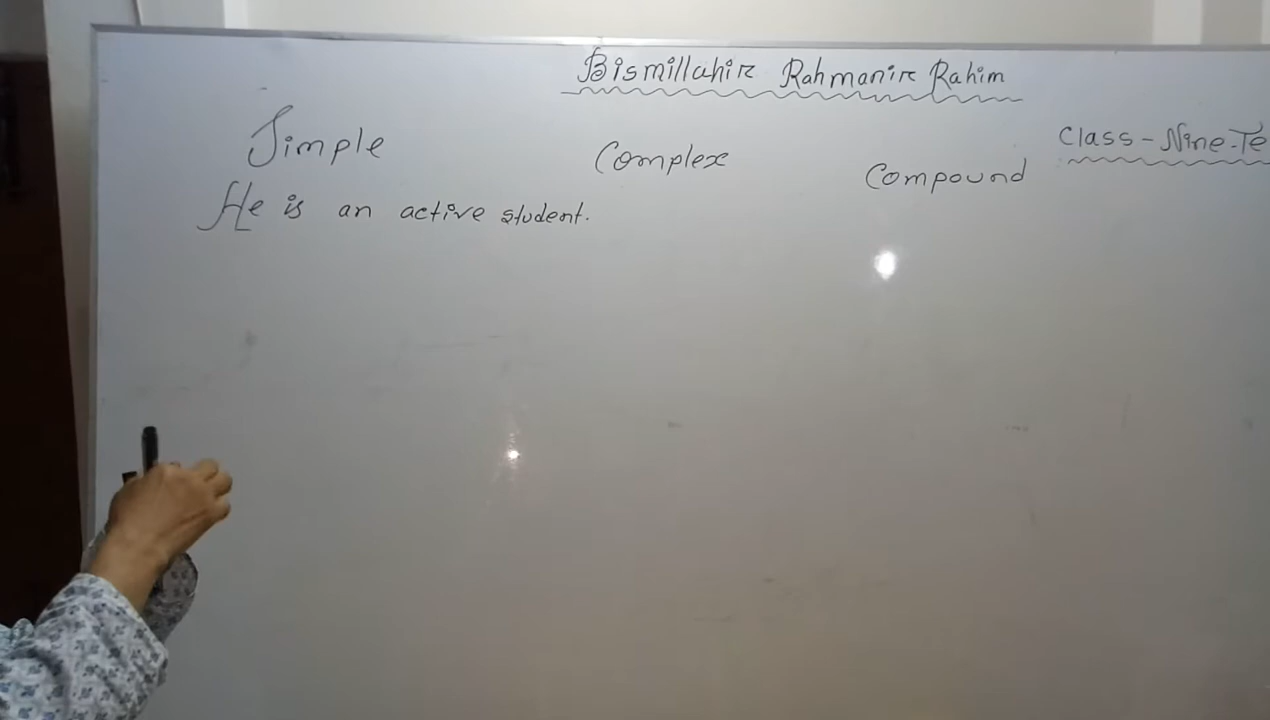 Bismillahir Rahmanir Rahim
Class-Nine-Te
Simple
Complex
Compound
He is an active student.